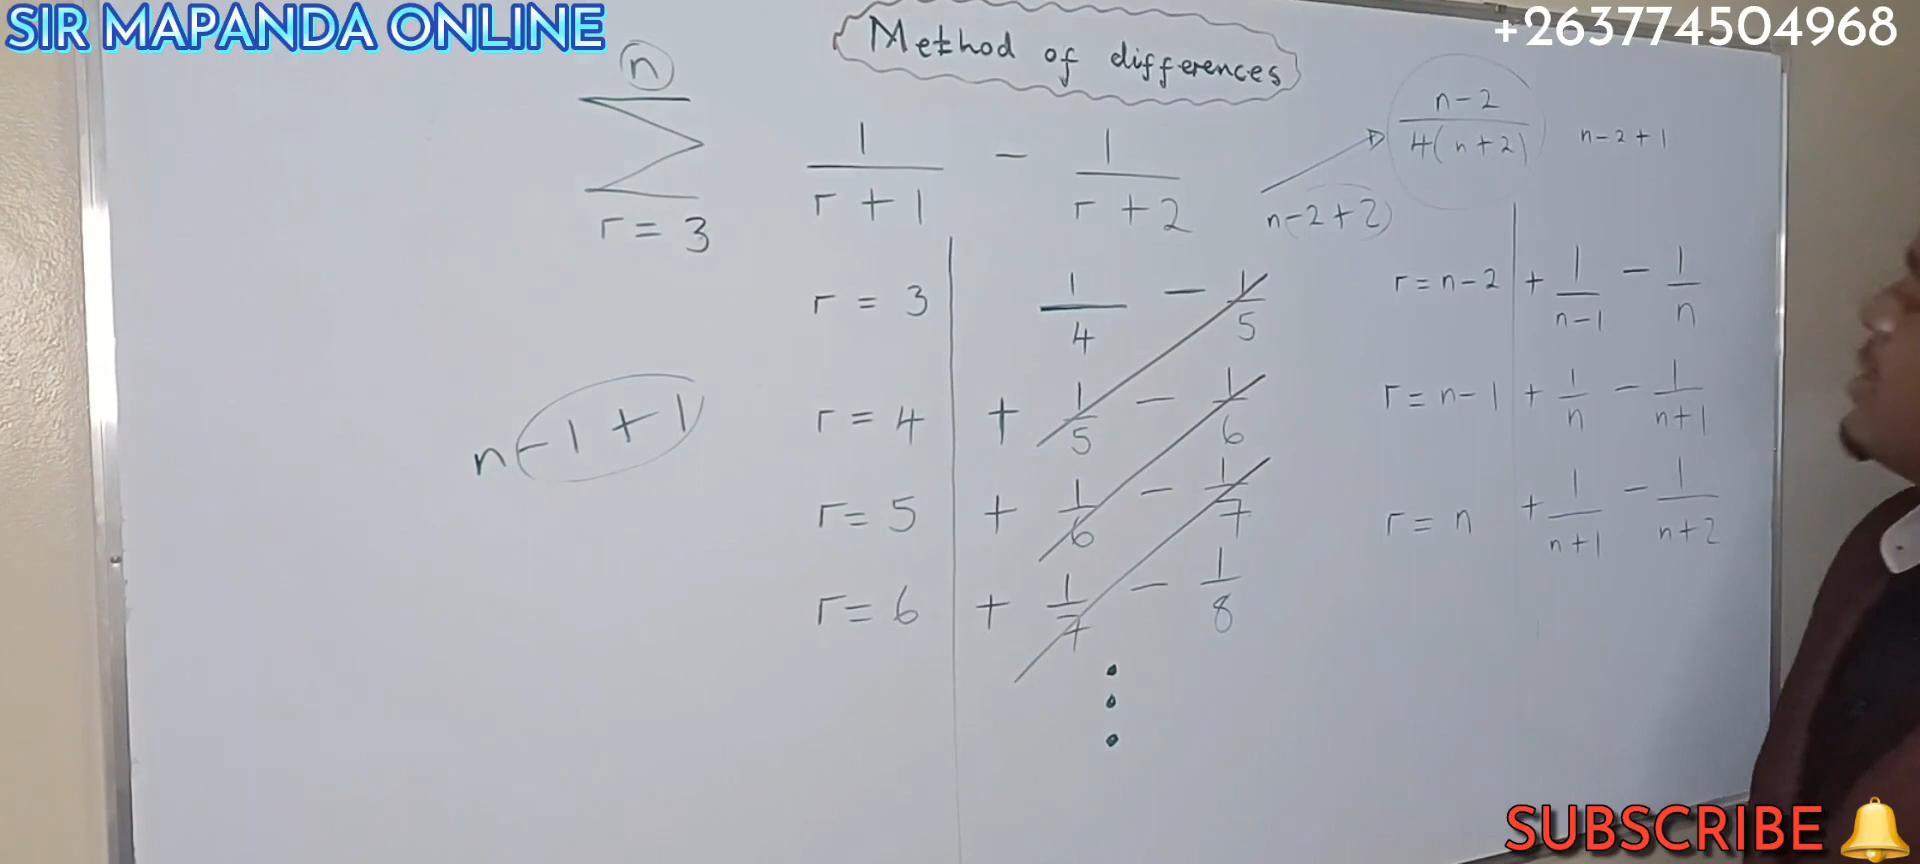 SIR MAPANDA ONLINE
+263774504968
Method of differences
n
∑ 1/(r+1) - 1/(r+2)
r = 3
n-2/4(n+2)
n-2+1
n-2+2
r = 3 | 1/4 - 1/5
r = 4 | + 1/5 - 1/6
r = 5 | + 1/6 - 1/7
r = 6 | + 1/7 - 1/8
n-1+1
r = n-2 | + 1/(n-1) - 1/n
r = n-1 | + 1/n - 1/(n+1)
r = n | + 1/(n+1) - 1/(n+2)
SUBSCRIBE